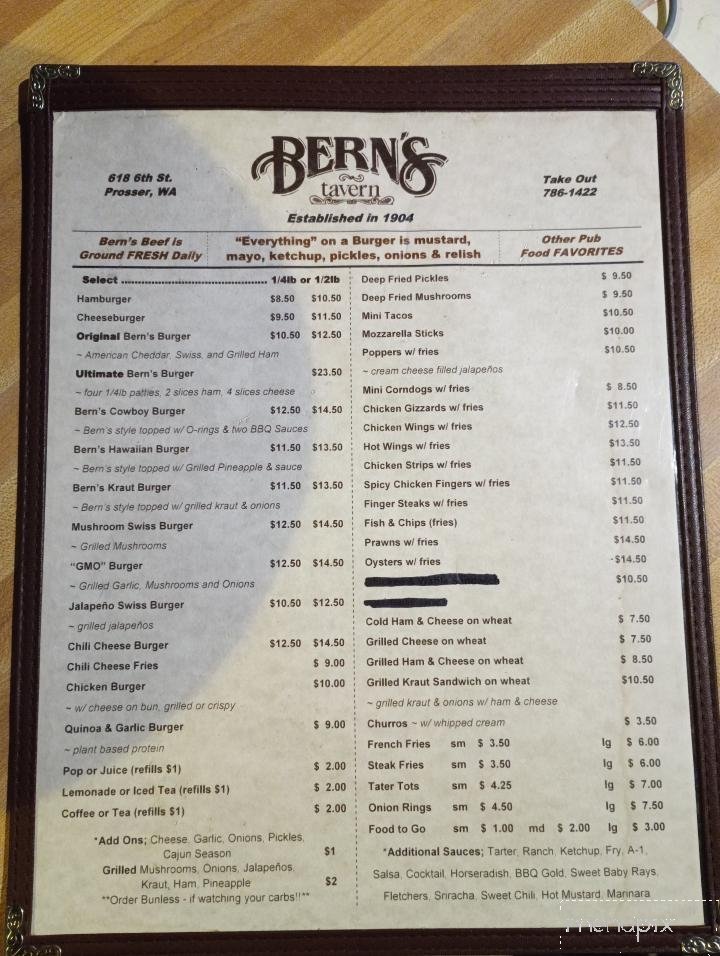 618 6th St.
Prosser, WA
BERN'S
tavern
Established in 1904
Take Out
786-1422
Bern's Beef is
Ground FRESH Daily
"Everything" on a Burger is mustard,
mayo, ketchup, pickles, onions & relish
Other Pub
Food FAVORITES
Select ................................................ 1/4lb or 1/2lb
Hamburger $8.50 $10.50
Cheeseburger $9.50 $11.50
Original Bern's Burger $10.50 $12.50
~ American Cheddar, Swiss, and Grilled Ham
Ultimate Bern's Burger $23.50
~ four 1/4lb patties, 2 slices ham, 4 slices cheese
Bern's Cowboy Burger $12.50 $14.50
~ Bern's style topped w/ O-rings & two BBQ Sauces
Bern's Hawaiian Burger $11.50 $13.50
~ Bern's style topped w/ Grilled Pineapple & sauce
Bern's Kraut Burger $11.50 $13.50
~ Bern's style topped w/ grilled kraut & onions
Mushroom Swiss Burger $12.50 $14.50
~ Grilled Mushrooms
"GMO" Burger $12.50 $14.50
~ Grilled Garlic, Mushrooms and Onions
Jalapeño Swiss Burger $10.50 $12.50
~ grilled jalapeños
Chili Cheese Burger $12.50 $14.50
Chili Cheese Fries $ 9.00
Chicken Burger $10.00
~ w/ cheese on bun, grilled or crispy
Quinoa & Garlic Burger $ 9.00
~ plant based protein
Pop or Juice (refills $1) $ 2.00
Lemonade or Iced Tea (refills $1) $ 2.00
Coffee or Tea (refills $1) $ 2.00
*Add Ons; Cheese, Garlic, Onions, Pickles,
Cajun Season $1
Grilled Mushrooms, Onions, Jalapeños,
Kraut, Ham, Pineapple $2
**Order Bunless - if watching your carbs!!**
Deep Fried Pickles $ 9.50
Deep Fried Mushrooms $ 9.50
Mini Tacos $10.50
Mozzarella Sticks $10.00
Poppers w/ fries $10.50
~ cream cheese filled jalapeños
Mini Corndogs w/ fries $ 8.50
Chicken Gizzards w/ fries $11.50
Chicken Wings w/ fries $12.50
Hot Wings w/ fries $13.50
Chicken Strips w/ fries $11.50
Spicy Chicken Fingers w/ fries $11.50
Finger Steaks w/ fries $11.50
Fish & Chips (fries) $11.50
Prawns w/ fries $14.50
Oysters w/ fries -$14.50
$10.50
Cold Ham & Cheese on wheat $ 7.50
Grilled Cheese on wheat $ 7.50
Grilled Ham & Cheese on wheat $ 8.50
Grilled Kraut Sandwich on wheat $10.50
~ grilled kraut & onions w/ ham & cheese
Churros ~ w/ whipped cream $ 3.50
French Fries sm $ 3.50 lg $ 6.00
Steak Fries sm $ 3.50 lg $ 6.00
Tater Tots sm $ 4.25 lg $ 7.00
Onion Rings sm $ 4.50 lg $ 7.50
Food to Go sm $ 1.00 md $ 2.00 lg $ 3.00
*Additional Sauces; Tarter, Ranch, Ketchup, Fry, A-1,
Salsa, Cocktail, Horseradish, BBQ Gold, Sweet Baby Rays,
Fletchers, Sriracha, Sweet Chili, Hot Mustard, Marinara
menupix